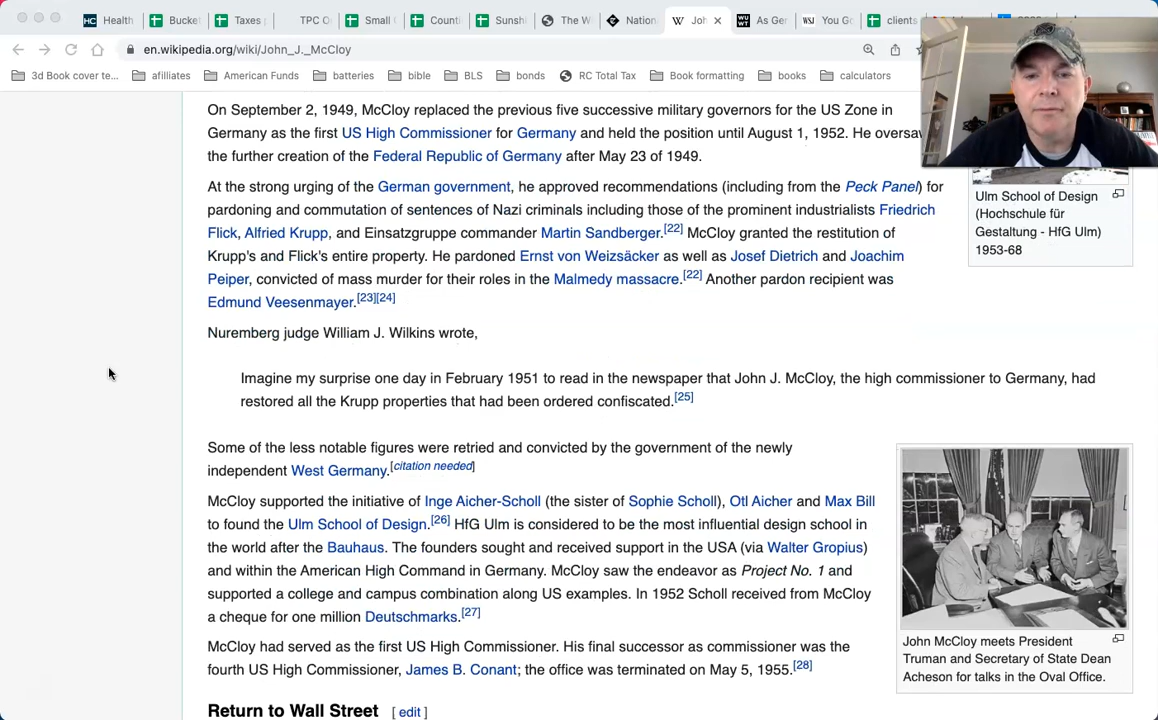 Health
Bucket
Taxes
TPC O
Small
Counti
Sunshi
The W
Nation
Joh
As Ger
You G
clients
en.wikipedia.org/wiki/John_J._McCloy
3d Book cover te...
afiliates
American Funds
batteries
bible
BLS
bonds
RC Total Tax
Book formatting
books
calculators
On September 2, 1949, McCloy replaced the previous five successive military governors for the US Zone in
Germany as the first US High Commissioner for Germany and held the position until August 1, 1952. He oversaw
the further creation of the Federal Republic of Germany after May 23 of 1949.
At the strong urging of the German government, he approved recommendations (including from the Peck Panel) for
pardoning and commutation of sentences of Nazi criminals including those of the prominent industrialists Friedrich
Flick, Alfried Krupp, and Einsatzgruppe commander Martin Sandberger.[22] McCloy granted the restitution of
Krupp's and Flick's entire property. He pardoned Ernst von Weizsäcker as well as Josef Dietrich and Joachim
Peiper, convicted of mass murder for their roles in the Malmedy massacre.[22] Another pardon recipient was
Edmund Veesenmayer.[23][24]
Ulm School of Design
(Hochschule für
Gestaltung - HfG Ulm)
1953-68
Nuremberg judge William J. Wilkins wrote,
Imagine my surprise one day in February 1951 to read in the newspaper that John J. McCloy, the high commissioner to Germany, had
restored all the Krupp properties that had been ordered confiscated.[25]
Some of the less notable figures were retried and convicted by the government of the newly
independent West Germany.[citation needed]
McCloy supported the initiative of Inge Aicher-Scholl (the sister of Sophie Scholl), Otl Aicher and Max Bill
to found the Ulm School of Design.[26] HfG Ulm is considered to be the most influential design school in
the world after the Bauhaus. The founders sought and received support in the USA (via Walter Gropius)
and within the American High Command in Germany. McCloy saw the endeavor as Project No. 1 and
supported a college and campus combination along US examples. In 1952 Scholl received from McCloy
a cheque for one million Deutschmarks.[27]
McCloy had served as the first US High Commissioner. His final successor as commissioner was the
fourth US High Commissioner, James B. Conant; the office was terminated on May 5, 1955.[28]
John McCloy meets President
Truman and Secretary of State Dean
Acheson for talks in the Oval Office.
Return to Wall Street [ edit ]